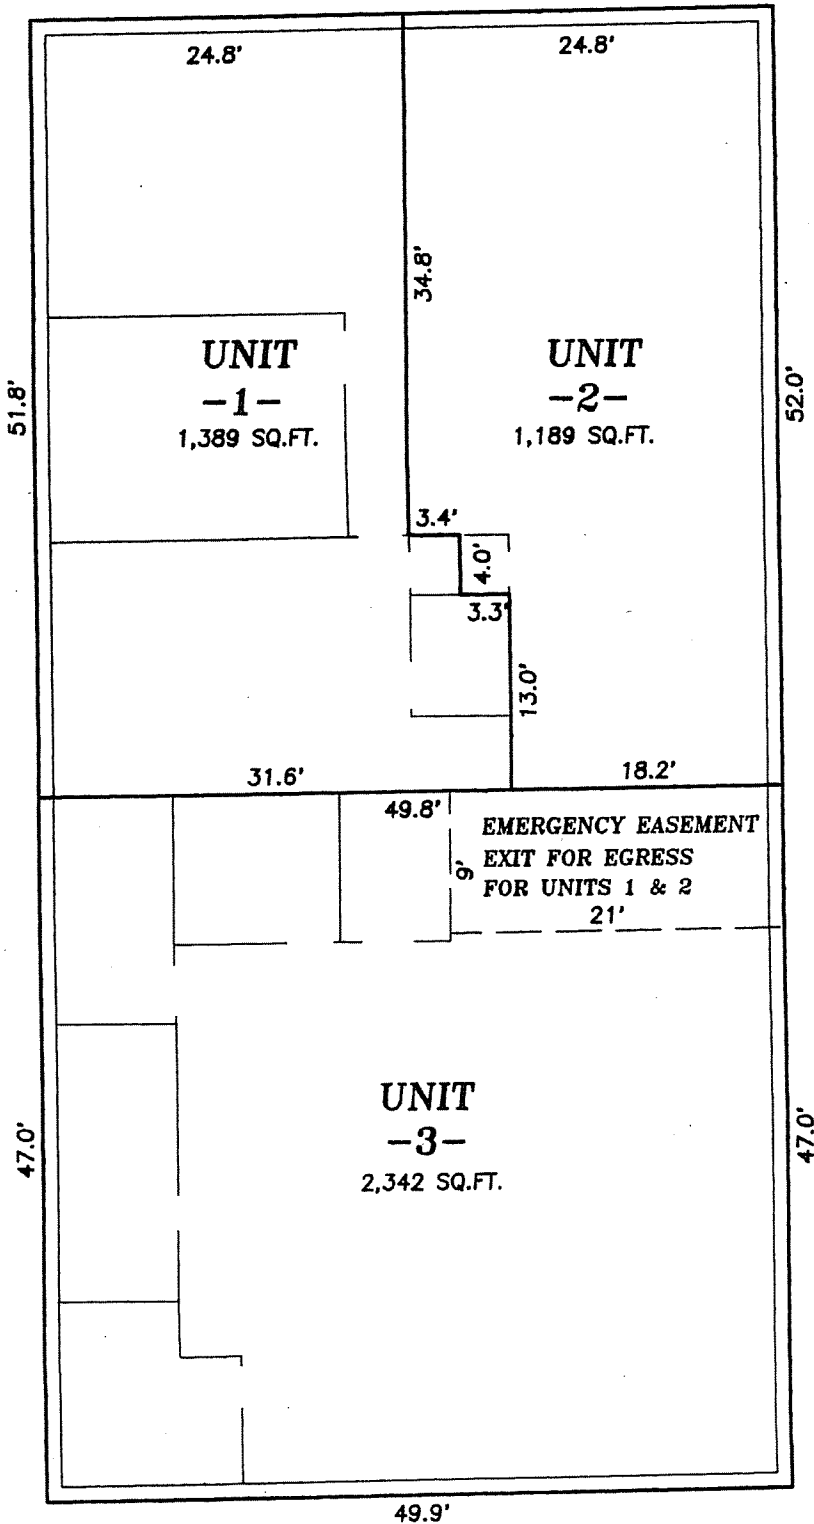 24.8'
24.8'
34.8'
UNIT
-1-
1,389 SQ.FT.
UNIT
-2-
1,189 SQ.FT.
51.8'
52.0'
3.4'
4.0'
3.3'
13.0'
31.6'
18.2'
49.8'
9'
EMERGENCY EASEMENT
EXIT FOR EGRESS
FOR UNITS 1 & 2
21'
UNIT
-3-
2,342 SQ.FT.
47.0'
47.0'
49.9'